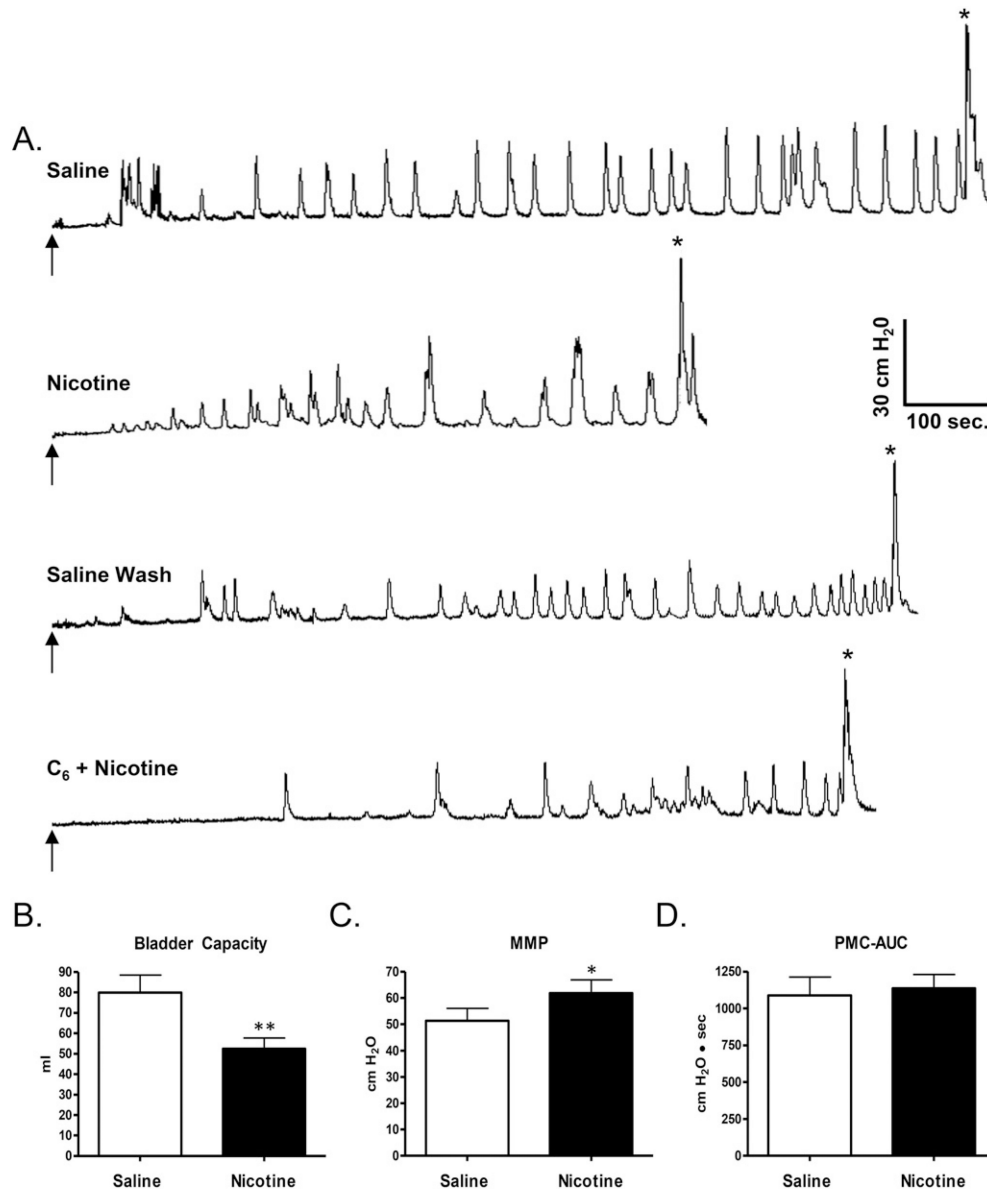 A.
Saline
*
Nicotine
*
30 cm H₂0
100 sec.
Saline Wash
*
C₆ + Nicotine
*
B.
Bladder Capacity
ml
90
80
70
60
50
40
30
20
10
0
**
Saline
Nicotine
C.
MMP
cm H₂O
70
60
50
40
30
20
10
0
*
Saline
Nicotine
D.
PMC-AUC
cm H₂O • sec
1250
1000
750
500
250
0
Saline
Nicotine